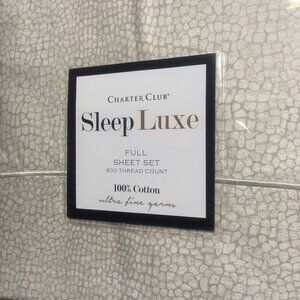 CHARTER CLUB®
Sleep Luxe
FULL
SHEET SET
800 THREAD COUNT
100% Cotton
ultra fine yarns